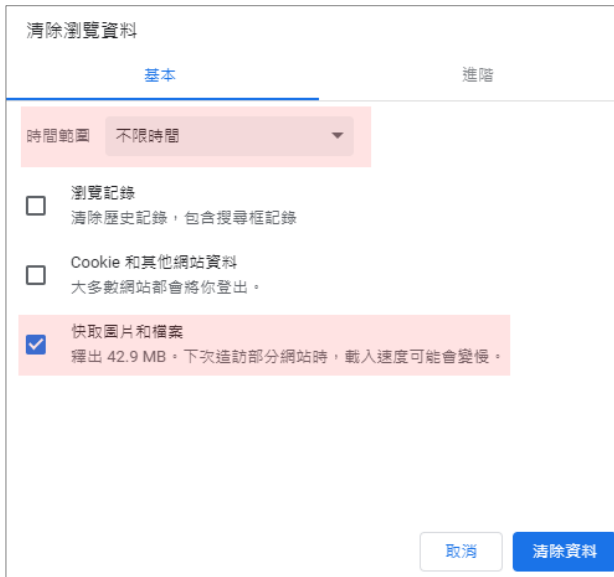 清除瀏覽資料
基本 進階
時間範圍 不限時間
瀏覽記錄
清除歷史記錄，包含搜尋框記錄
Cookie 和其他網站資料
大多數網站都會將你登出。
快取圖片和檔案
釋出 42.9 MB。下次造訪部分網站時，載入速度可能會變慢。
取消 清除資料